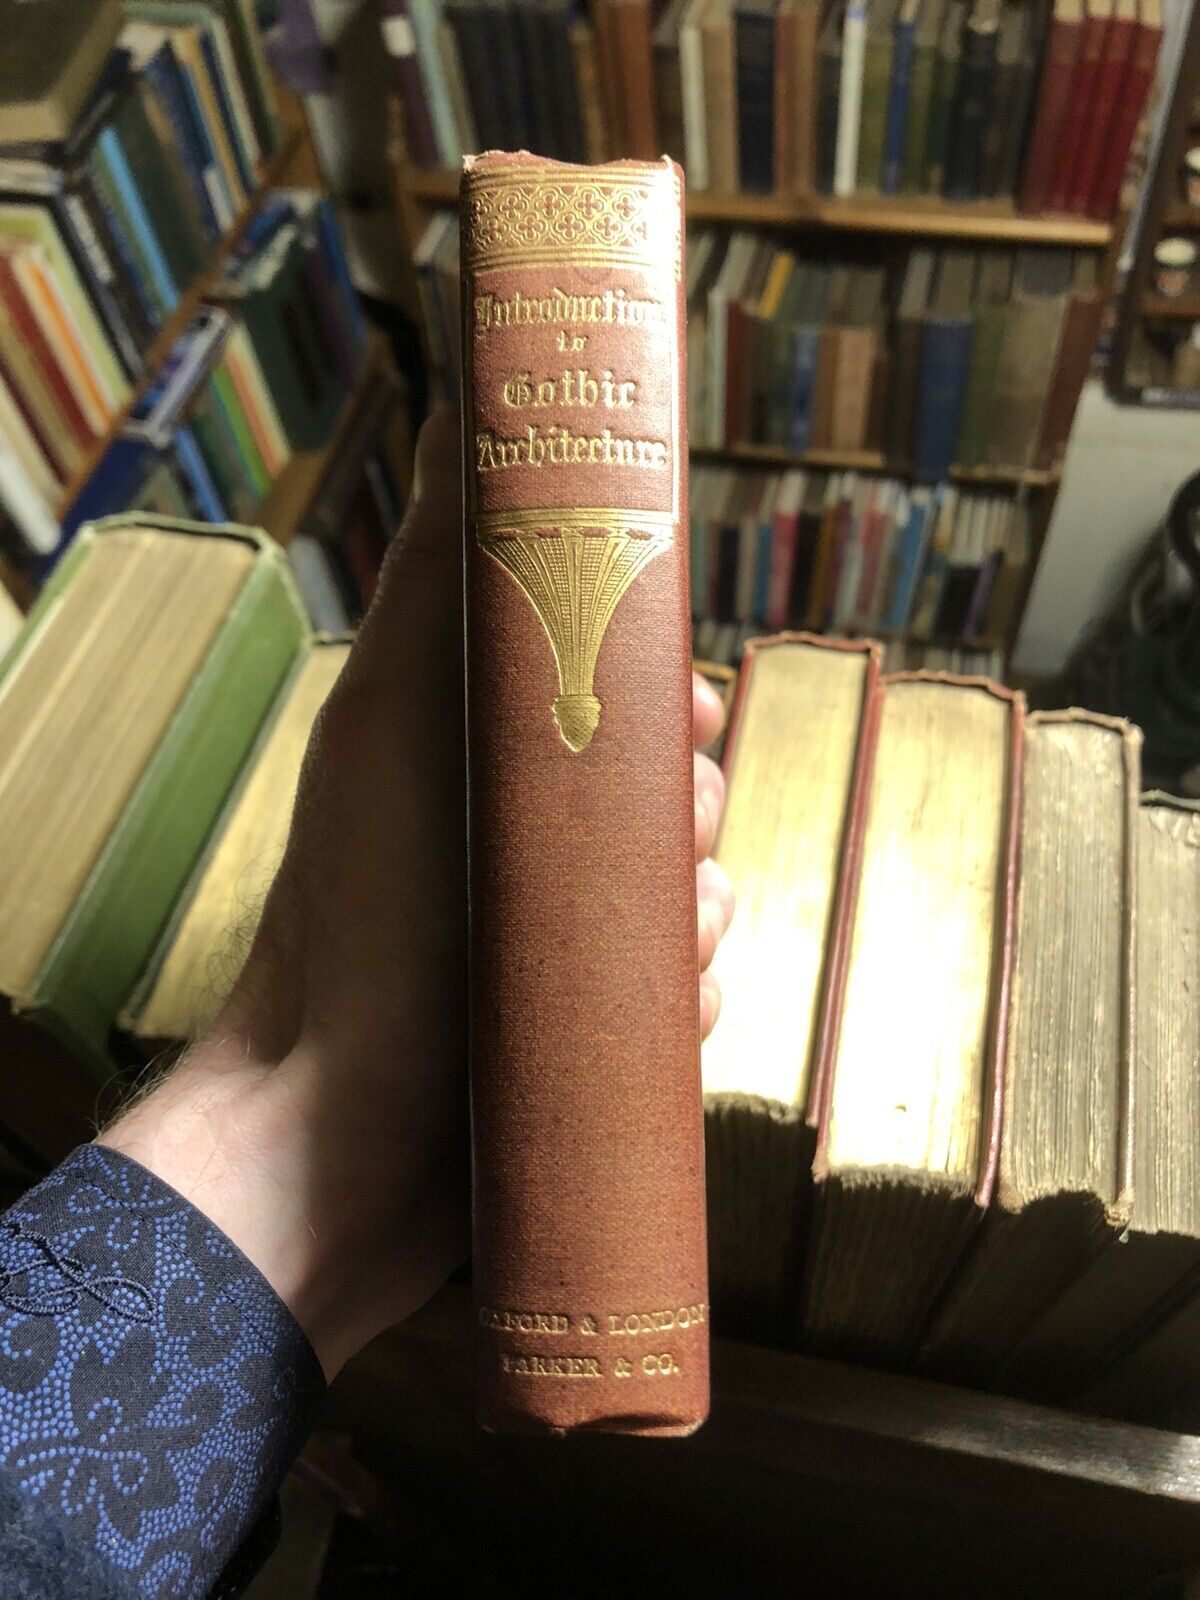 Introduction
to
Gothic
Architecture
OXFORD & LONDON
PARKER & CO.